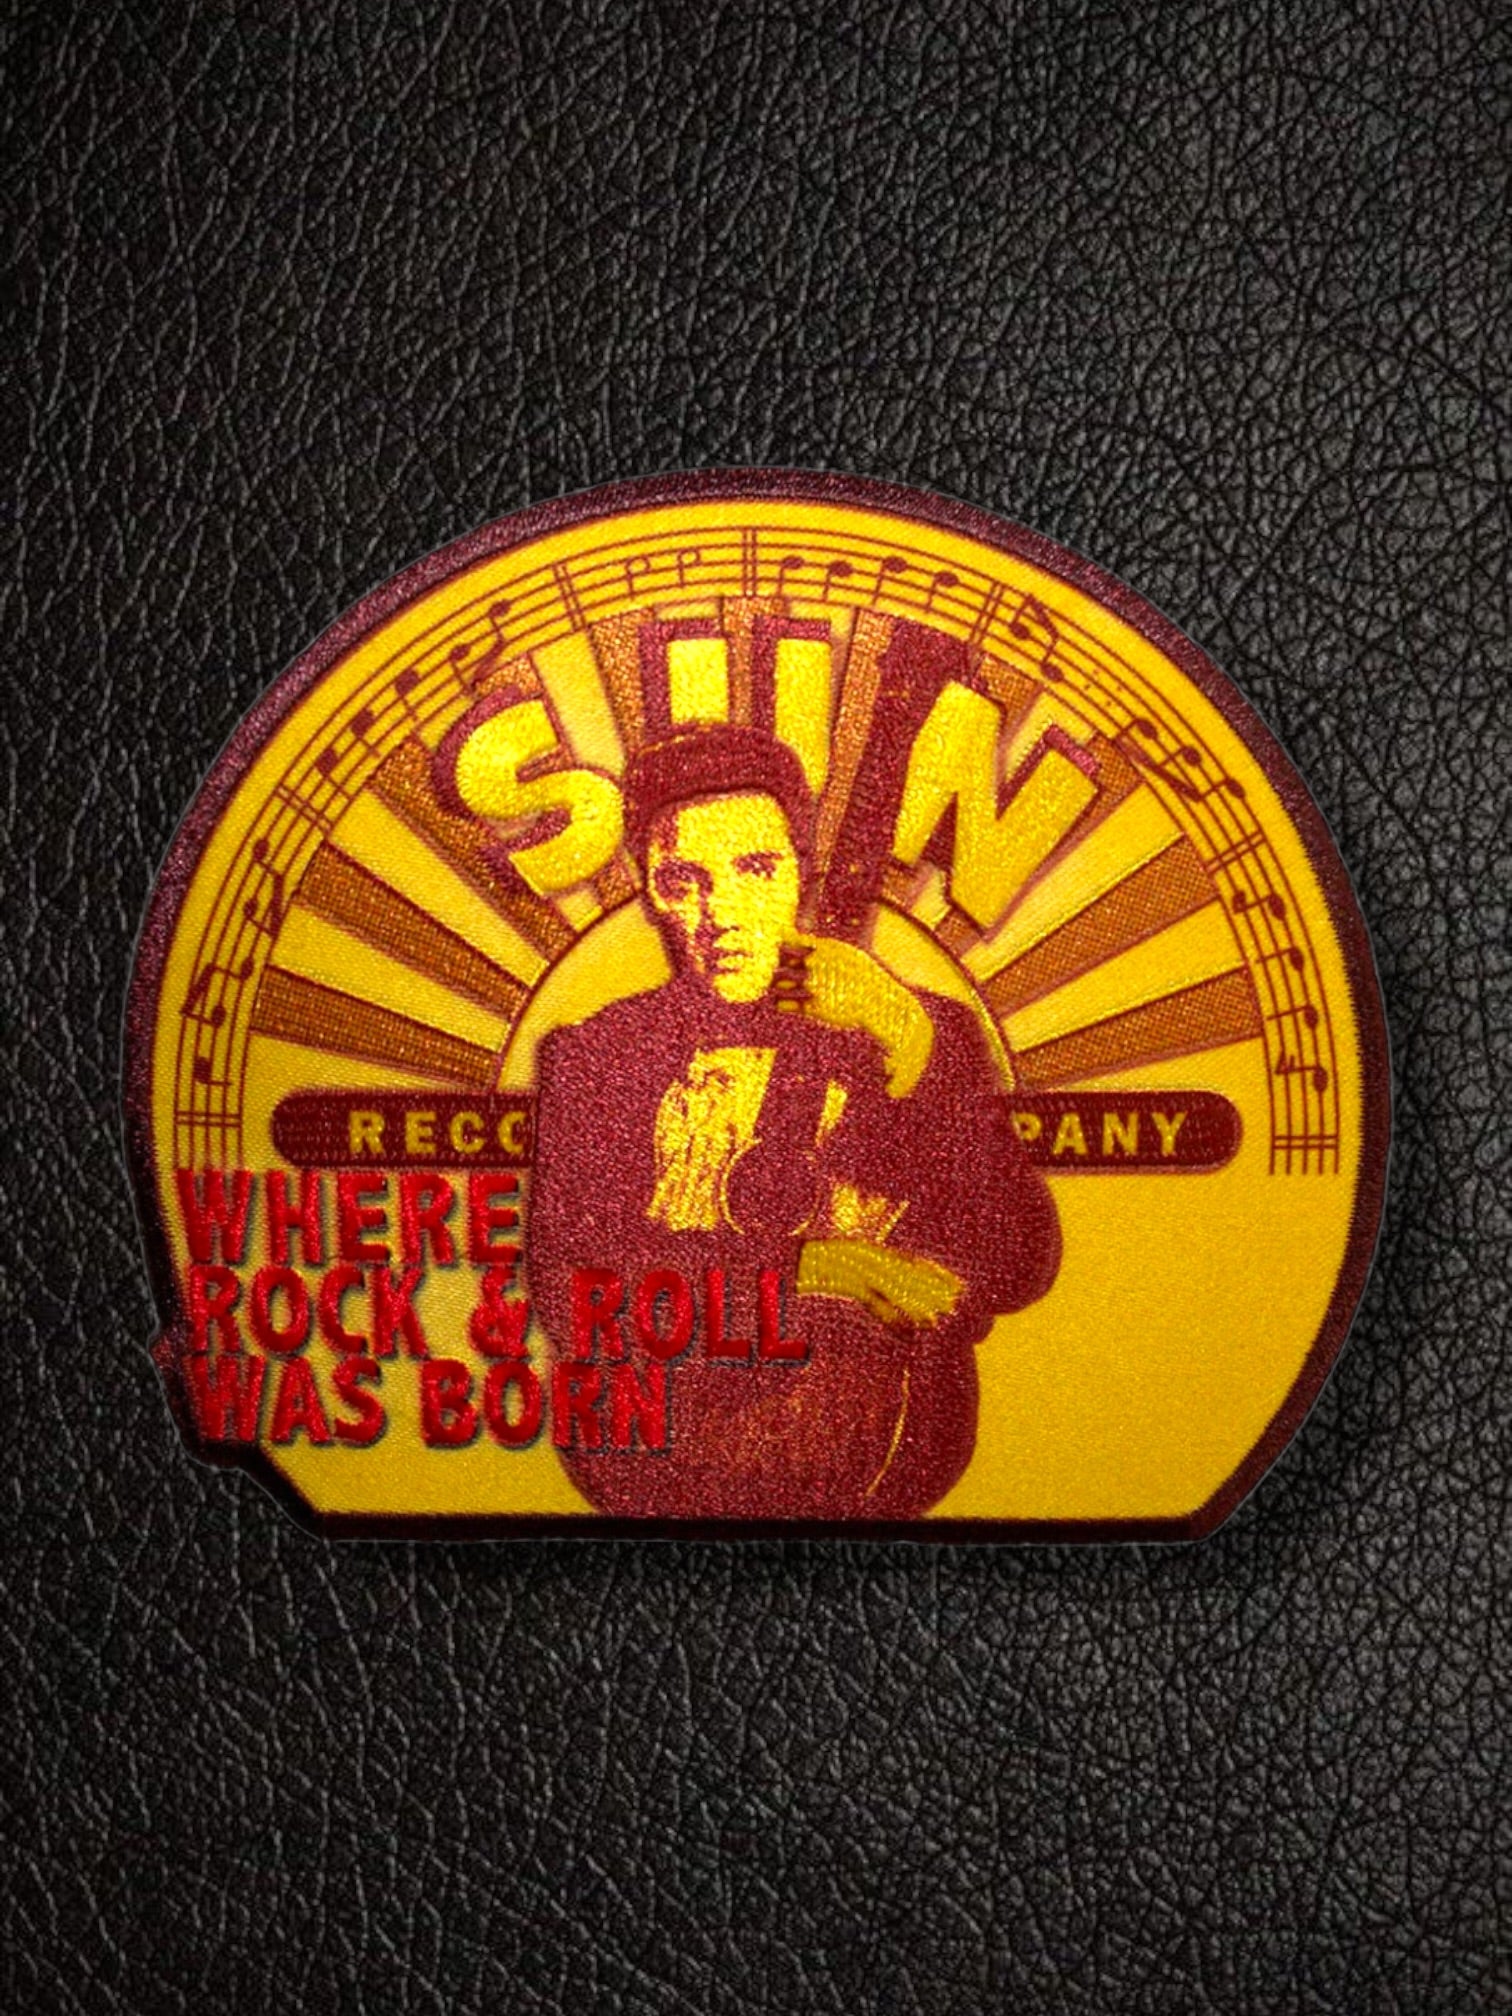 SUN
RECO PANY
WHERE
ROCK & ROLL
WAS BORN